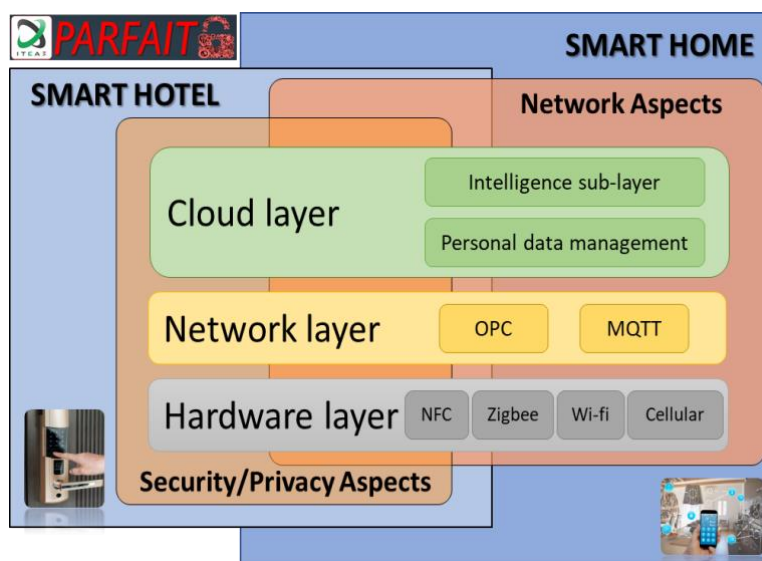 ITEA3 PARFAIT
SMART HOME
SMART HOTEL
Network Aspects
Cloud layer
Intelligence sub-layer
Personal data management
Network layer
OPC
MQTT
Hardware layer
NFC
Zigbee
Wi-fi
Cellular
Security/Privacy Aspects